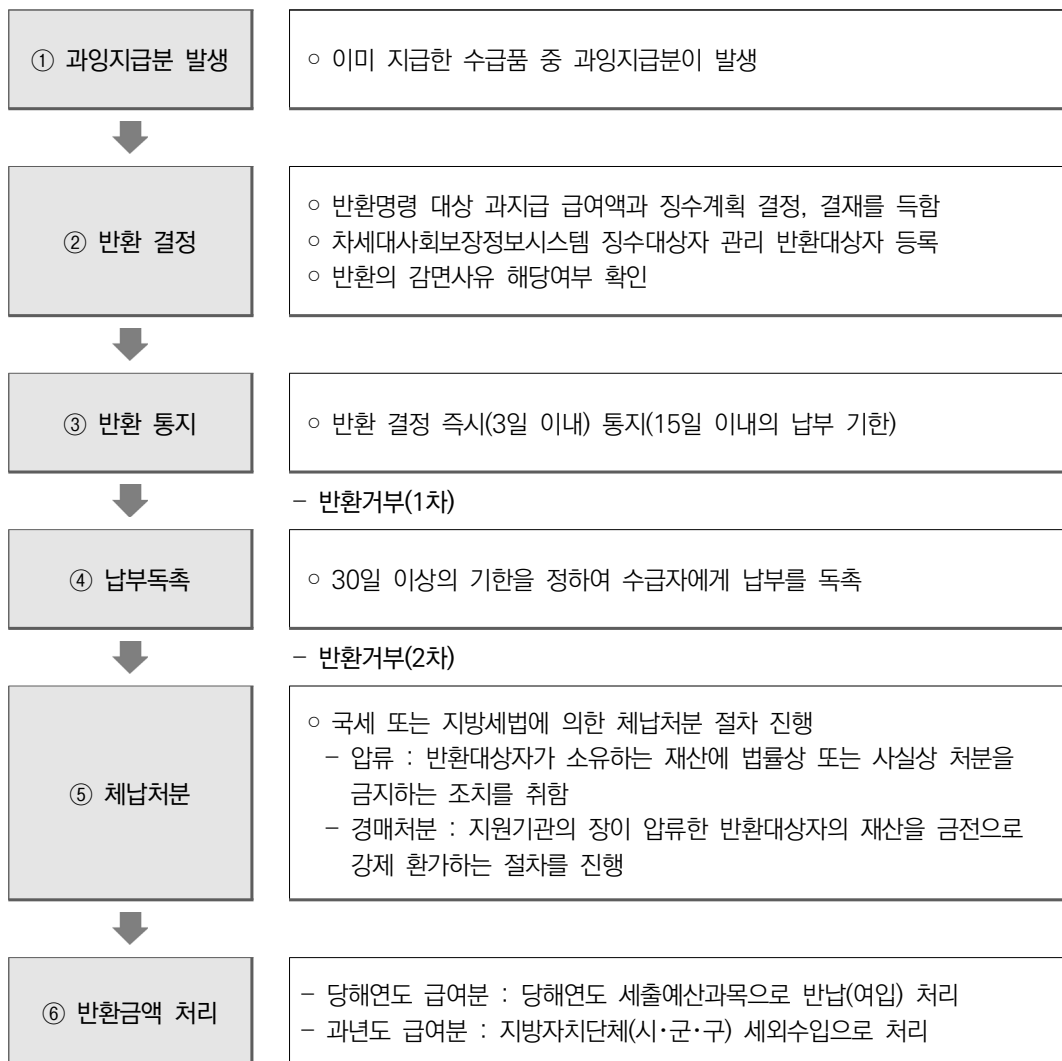 ① 과잉지급분 발생
○ 이미 지급한 수급품 중 과잉지급분이 발생
② 반환 결정
○ 반환명령 대상 과지급 급여액과 징수계획 결정, 결재를 득함
○ 차세대사회보장정보시스템 징수대상자 관리 반환대상자 등록
○ 반환의 감면사유 해당여부 확인
③ 반환 통지
○ 반환 결정 즉시(3일 이내) 통지(15일 이내의 납부 기한)
– 반환거부(1차)
④ 납부독촉
○ 30일 이상의 기한을 정하여 수급자에게 납부를 독촉
– 반환거부(2차)
⑤ 체납처분
○ 국세 또는 지방세법에 의한 체납처분 절차 진행
– 압류 : 반환대상자가 소유하는 재산에 법률상 또는 사실상 처분을
금지하는 조치를 취함
– 경매처분 : 지원기관의 장이 압류한 반환대상자의 재산을 금전으로
강제 환가하는 절차를 진행
⑥ 반환금액 처리
– 당해연도 급여분 : 당해연도 세출예산과목으로 반납(여입) 처리
– 과년도 급여분 : 지방자치단체(시·군·구) 세외수입으로 처리